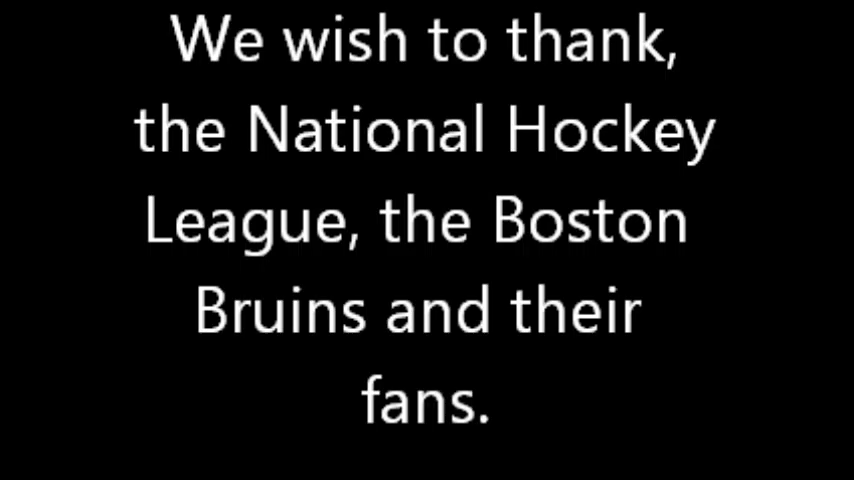 We wish to thank,
the National Hockey
League, the Boston
Bruins and their
fans.